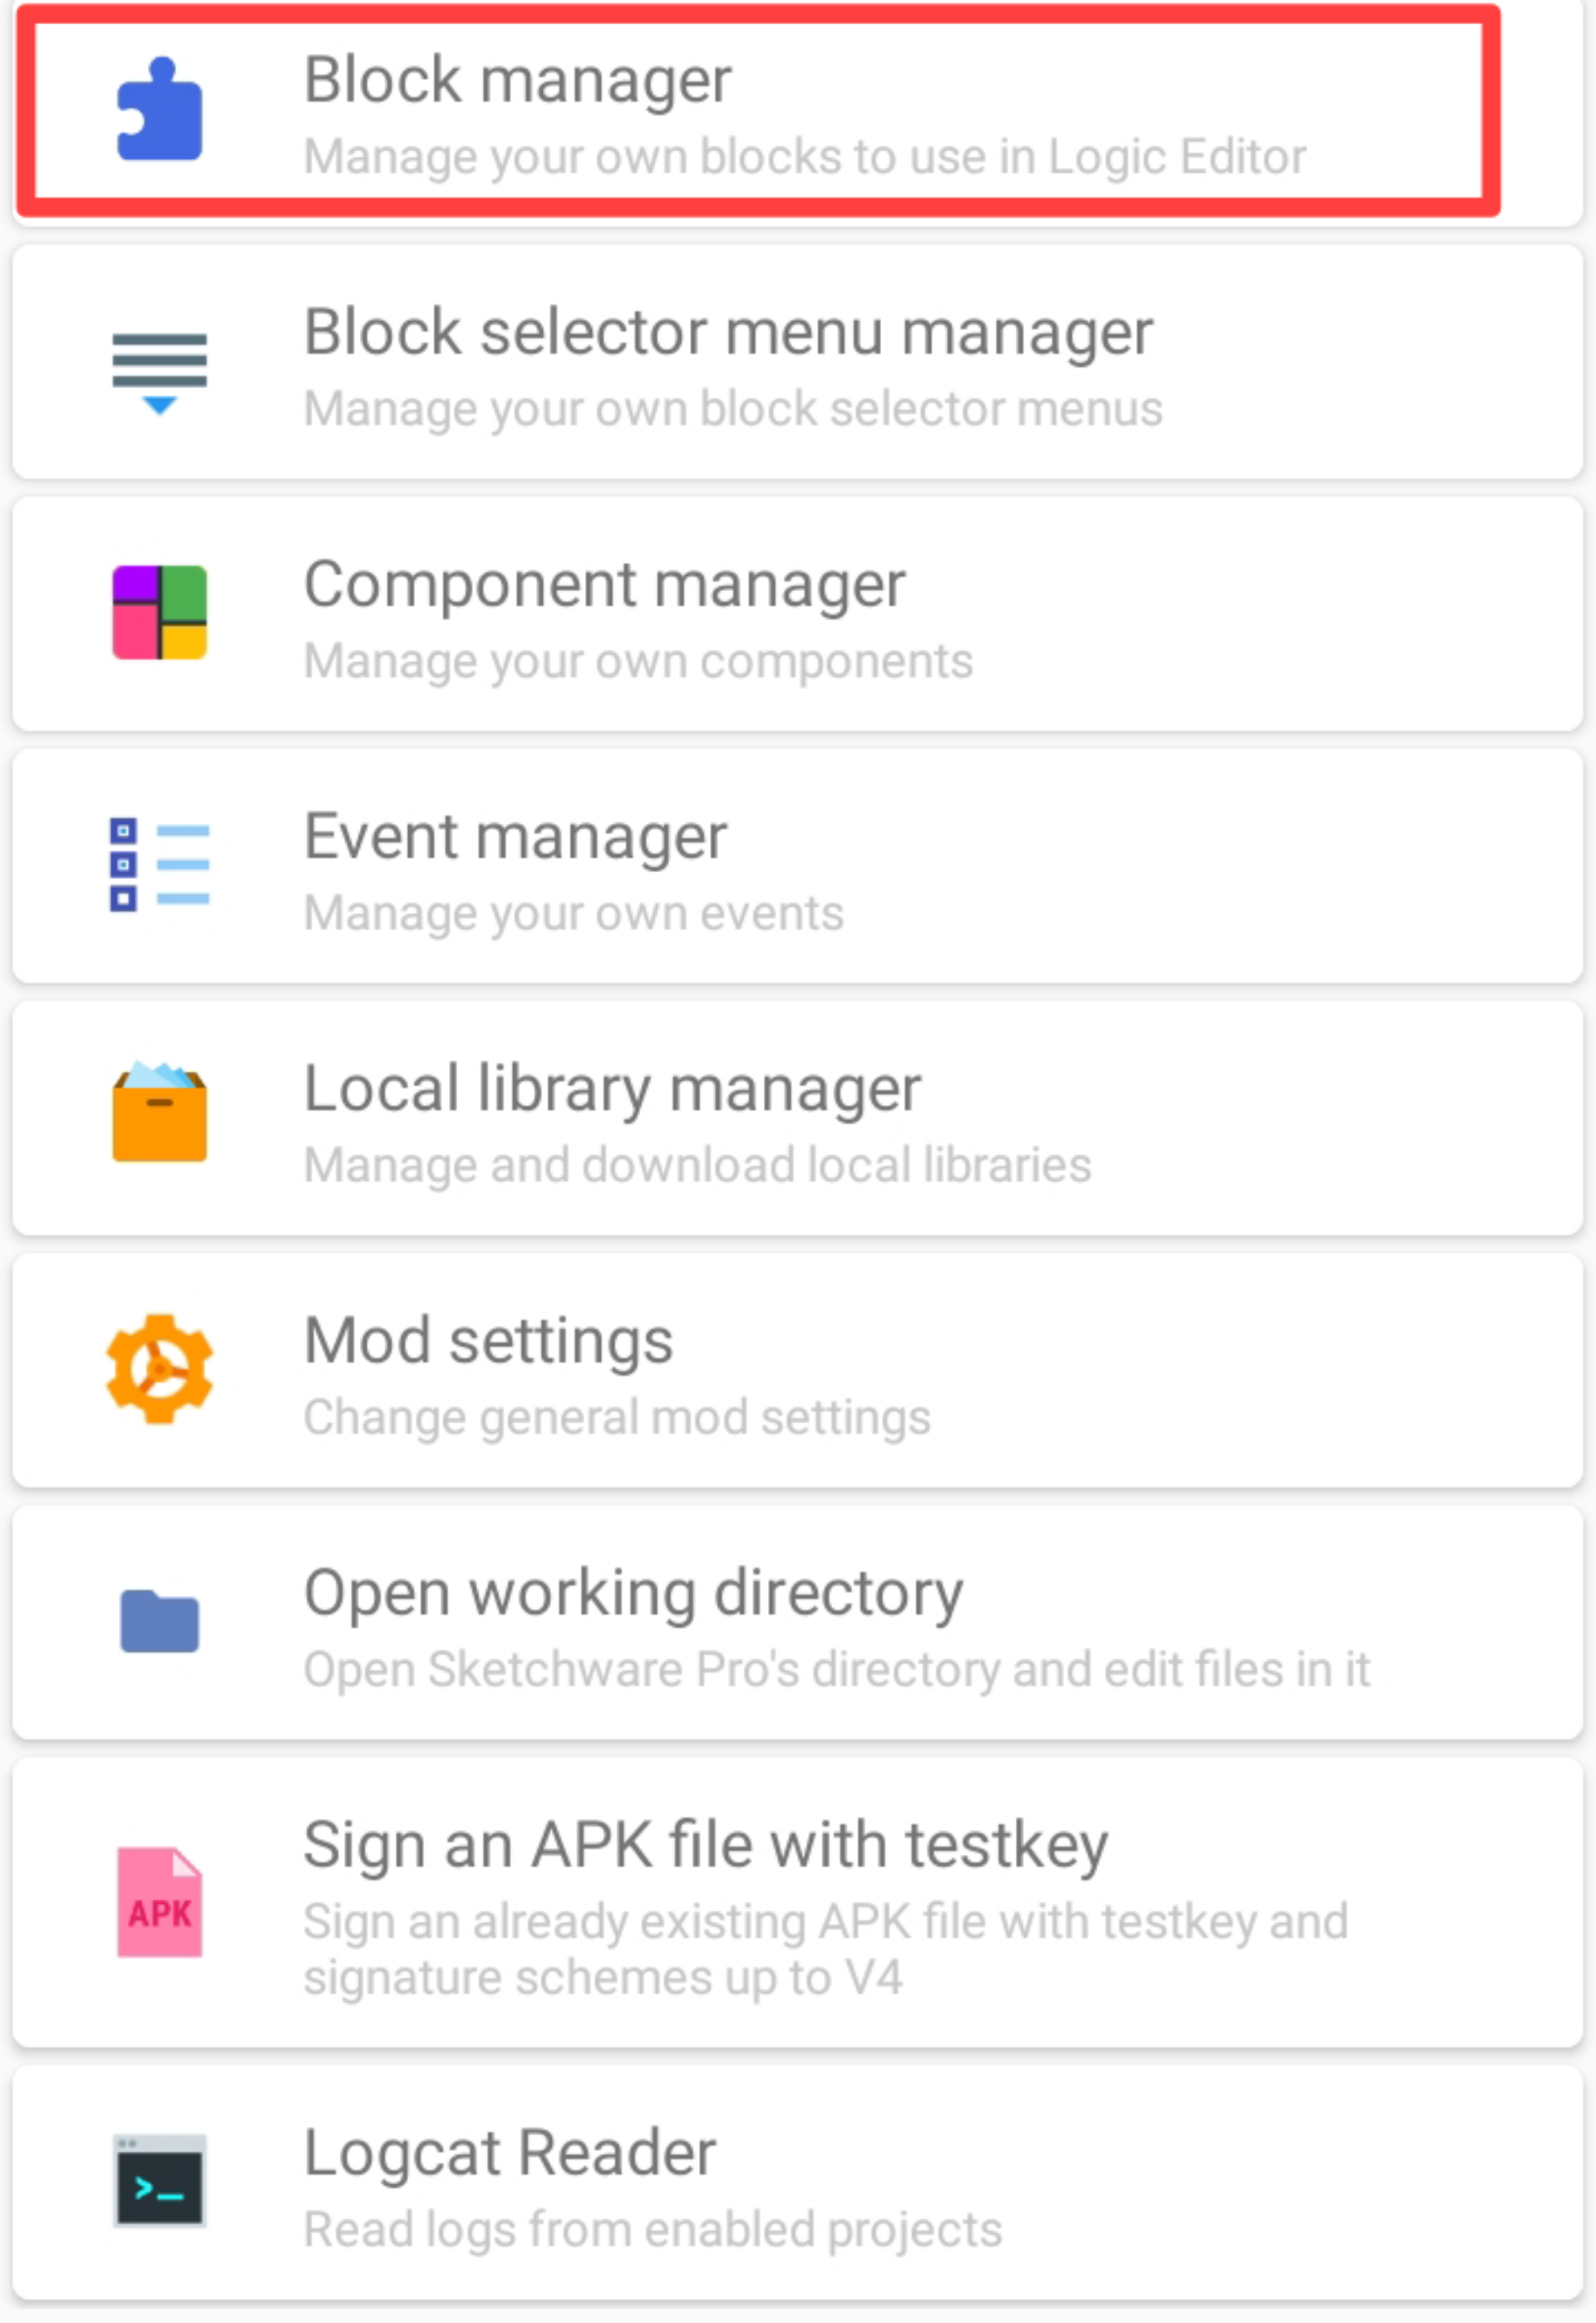 Block manager
Manage your own blocks to use in Logic Editor
Block selector menu manager
Manage your own block selector menus
Component manager
Manage your own components
Event manager
Manage your own events
Local library manager
Manage and download local libraries
Mod settings
Change general mod settings
Open working directory
Open Sketchware Pro's directory and edit files in it
Sign an APK file with testkey
APK
Sign an already existing APK file with testkey and
signature schemes up to V4
Logcat Reader
>_
Read logs from enabled projects